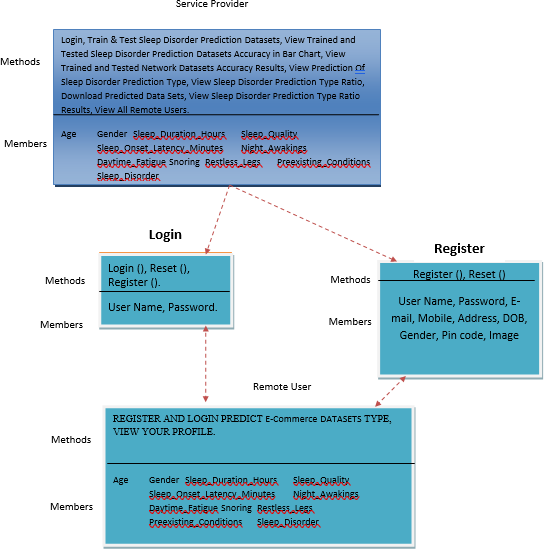 Service Provider
Methods
Login, Train & Test Sleep Disorder Prediction Datasets, View Trained and
Tested Sleep Disorder Prediction Datasets Accuracy in Bar Chart, View
Trained and Tested Network Datasets Accuracy Results, View Prediction Of
Sleep Disorder Prediction Type, View Sleep Disorder Prediction Type Ratio,
Download Predicted Data Sets, View Sleep Disorder Prediction Type Ratio
Results, View All Remote Users.
Members
Age Gender Sleep_Duration_Hours Sleep_Quality
Sleep_Onset_Latency_Minutes Night_Awakings
Daytime_Fatigue Snoring Restless_Legs Preexisting_Conditions
Sleep_Disorder
Login
Methods
Login (), Reset (),
Register ().
Members
User Name, Password.
Register
Methods
Register (), Reset ()
Members
User Name, Password, E-
mail, Mobile, Address, DOB,
Gender, Pin code, Image
Remote User
Methods
REGISTER AND LOGIN PREDICT E-Commerce DATASETS TYPE,
VIEW YOUR PROFILE.
Members
Age Gender Sleep_Duration_Hours Sleep_Quality
Sleep_Onset_Latency_Minutes Night_Awakings
Daytime_Fatigue Snoring Restless_Legs
Preexisting_Conditions Sleep_Disorder